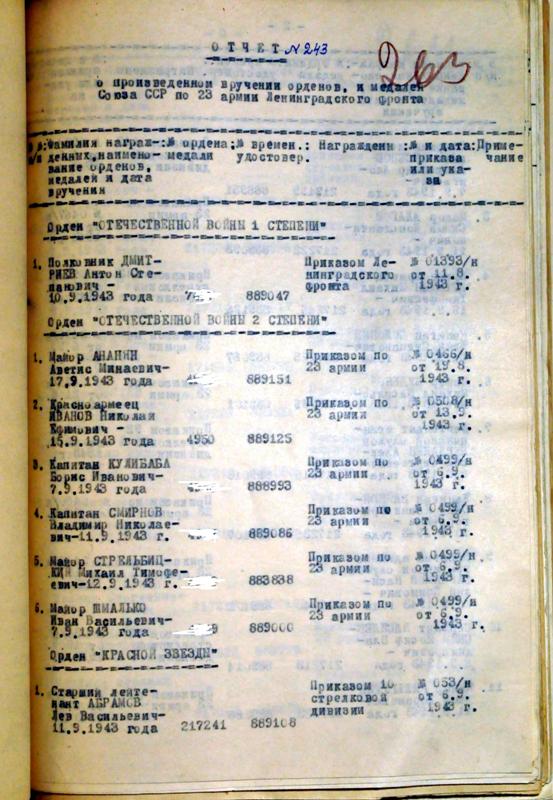 ОТЧЕТ №243
263
о произведенном вручении орденов, и медалей
Союза ССР по 23 армии Ленинградского фронта
Фамилия награж-:№ ордена:№ времен.: Награждены :№ и дата:Приме-
п/п денных,наимено- медали удостовер. приказа чание
вание орденов, или ука-
медалей и дата за
вручения
Орден "ОТЕЧЕСТВЕННОЙ ВОЙНЫ 1 СТЕПЕНИ"
1. Полковник ДМИТ- Приказом Ле- № 01393/н
РИЕВ Антон Сте- нинградского от 11.8.
панович - фронта 1943 г.
10.9.1943 года 889047
Орден "ОТЕЧЕСТВЕННОЙ ВОЙНЫ 2 СТЕПЕНИ"
1. Майор АНАНИН Приказом по № 0466/н
Аветис Минаевич- 23 армии от 19.8.
17.9.1943 года 889151 1943 г.
2. Красноармеец Приказом по № 0508/н
ИВАНОВ Николай 23 армии от 13.9.
Ефимович - 1943 г.
15.9.1943 года 4950 889125
3. Капитан КУЛИБАБА Приказом по № 0499/н
Борис Иванович- 23 армии от 6.9.
7.9.1943 года 888993 1943 г.
4. Капитан СМИРНОВ Приказом по № 0499/н
Владимир Николае- 23 армии от 6.9.
вич-11.9.1943 г. 889086 1943 г.
5. Майор СТРЕЛЬБИЦ- Приказом по № 0499/н
КИЙ Михаил Тимофе- 23 армии от 6.9.
евич-12.9.1943 г. 883838 1943 г.
6. Майор ШМАЛЬКО Приказом по № 0499/н
Иван Васильевич- 23 армии от 6.9.
7.9.1943 года 889000 1943 г.
Орден "КРАСНОЙ ЗВЕЗДЫ"
1. Старший лейте- Приказом 10 № 053/н
нант АБРАМОВ стрелковой от 6.9.
Лев Васильевич- дивизии 1943 г.
11.9.1943 года 217241 889108